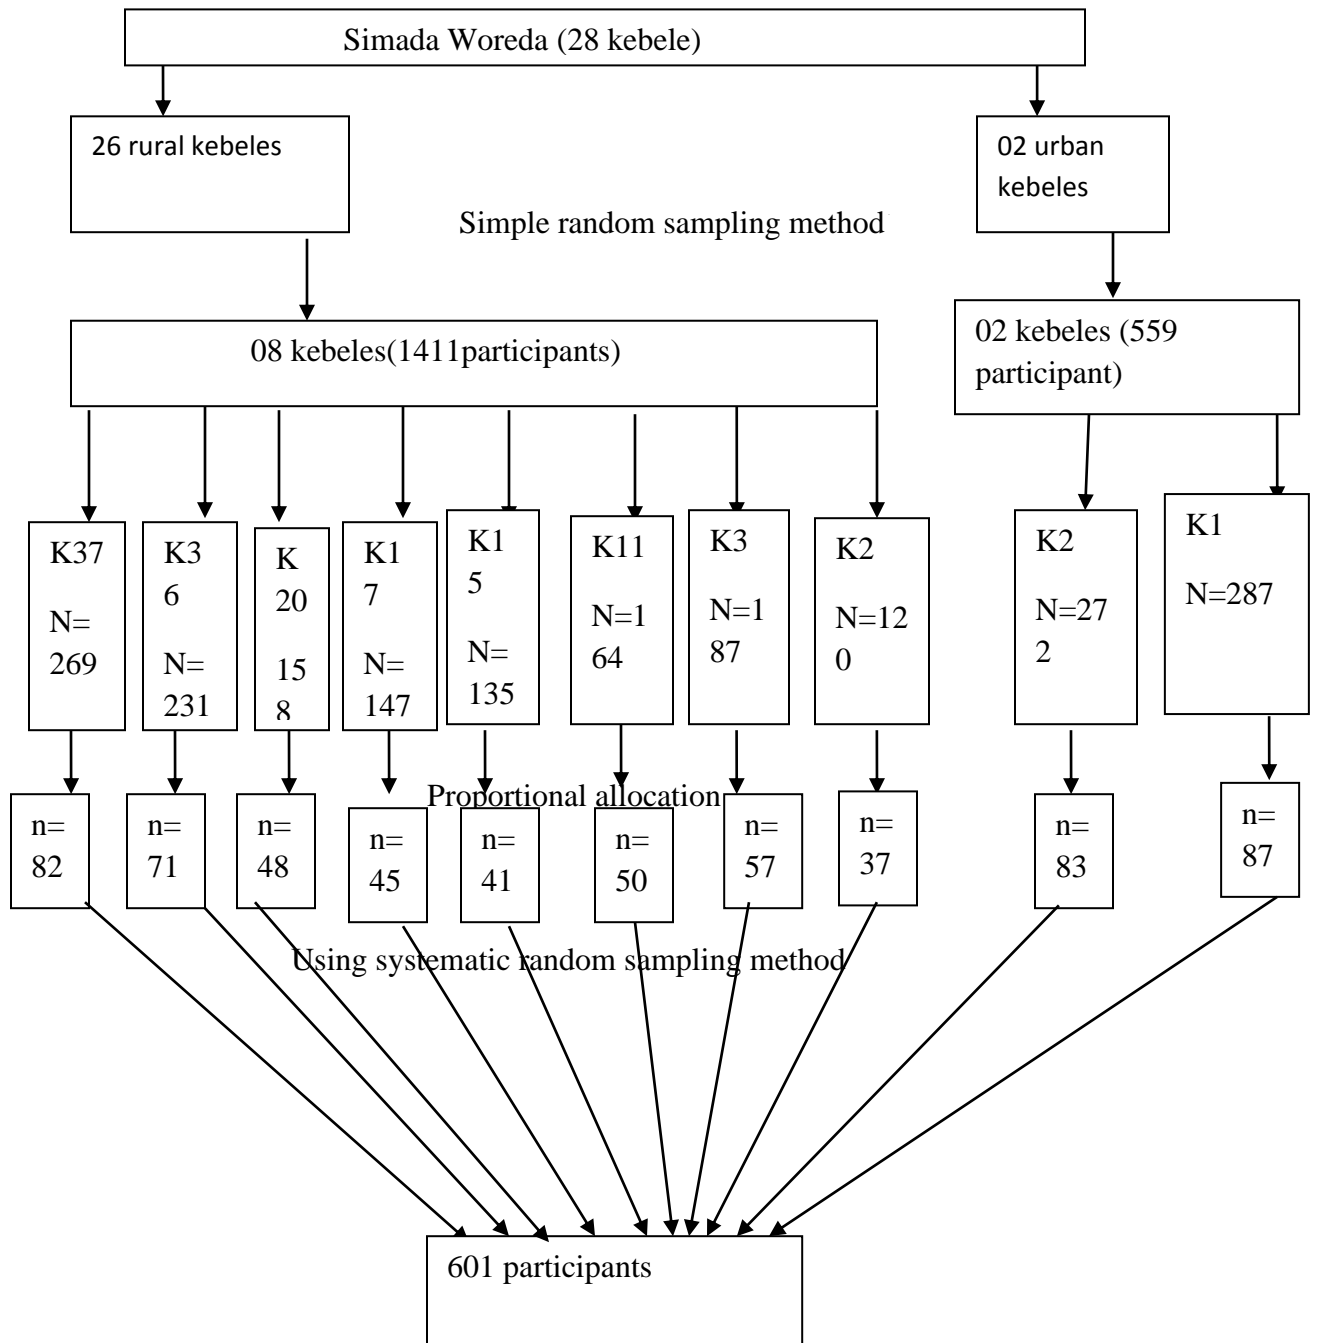 Simada Woreda (28 kebele)
26 rural kebeles
02 urban
kebeles
Simple random sampling method
08 kebeles(1411participants)
02 kebeles (559
participant)
K37
N=
269
K3
6
N=
231
K
20
15
8
K1
7
N=
147
K1
5
N=
135
K11
N=1
64
K3
N=1
87
K2
N=12
0
K2
N=27
2
K1
N=287
Proportional allocation
n=
82
n=
71
n=
48
n=
45
n=
41
n=
50
n=
57
n=
37
n=
83
n=
87
Using systematic random sampling method
601 participants